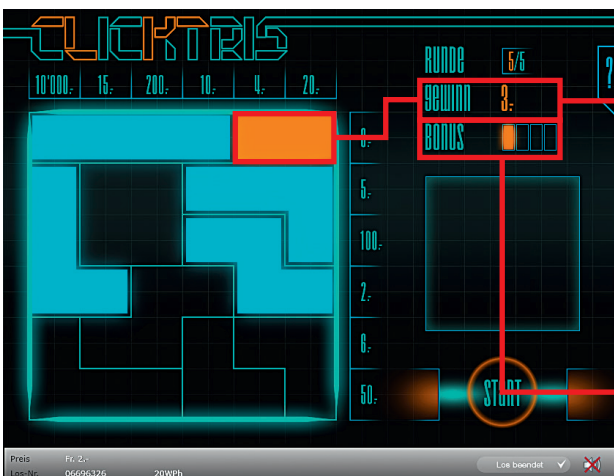 CLICKTRIS
RUNDE 5/5
?
10'000.- 15.- 200.- 10.- 4.- 20.-
GEWINN 3.-
BONUS
5.-
100.-
2.-
6.-
50.-
START
Preis Fr. 2.-
Los beendet
Los-Nr. 06696326 20WPh